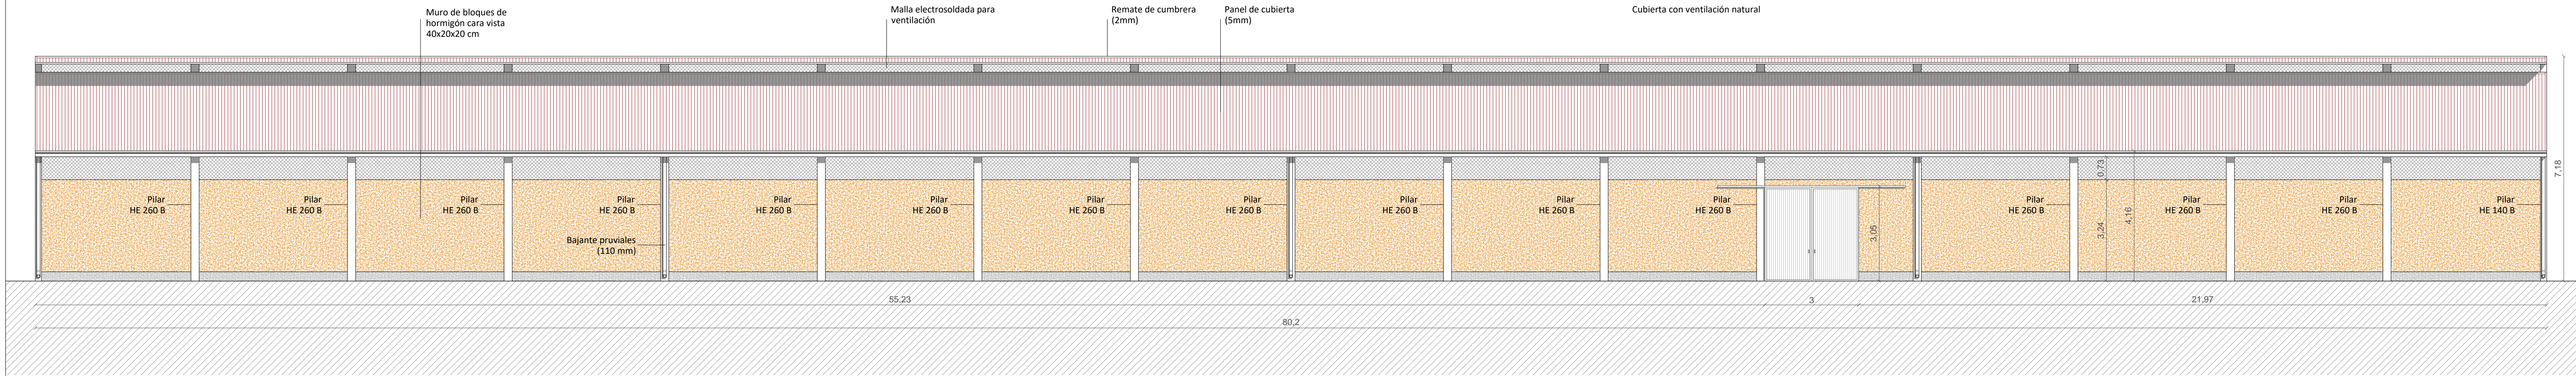 Muro de bloques de
hormigón cara vista
40x20x20 cm
Malla electrosoldada para
ventilación
Remate de cumbrera
(2mm)
Panel de cubierta
(5mm)
Cubierta con ventilación natural
7,18
0,73
4,16
3,24
3,05
Pilar
HE 260 B
Pilar
HE 260 B
Pilar
HE 260 B
Pilar
HE 260 B
Pilar
HE 260 B
Pilar
HE 260 B
Pilar
HE 260 B
Pilar
HE 260 B
Pilar
HE 260 B
Pilar
HE 260 B
Pilar
HE 260 B
Pilar
HE 260 B
Pilar
HE 260 B
Pilar
HE 260 B
Pilar
HE 140 B
Bajante pruviales
(110 mm)
55,23
3
21,97
80,2